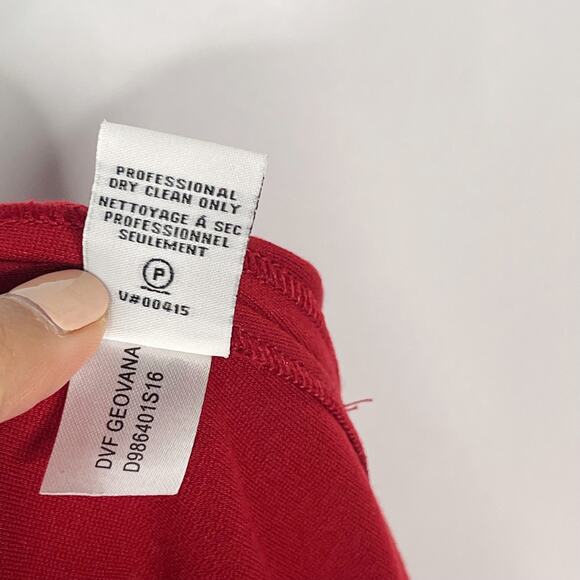 PROFESSIONAL
DRY CLEAN ONLY
NETTOYAGE À SEC
PROFESSIONNEL
SEULEMENT
P
V#00415
DVF GEOVANA
D986401S16